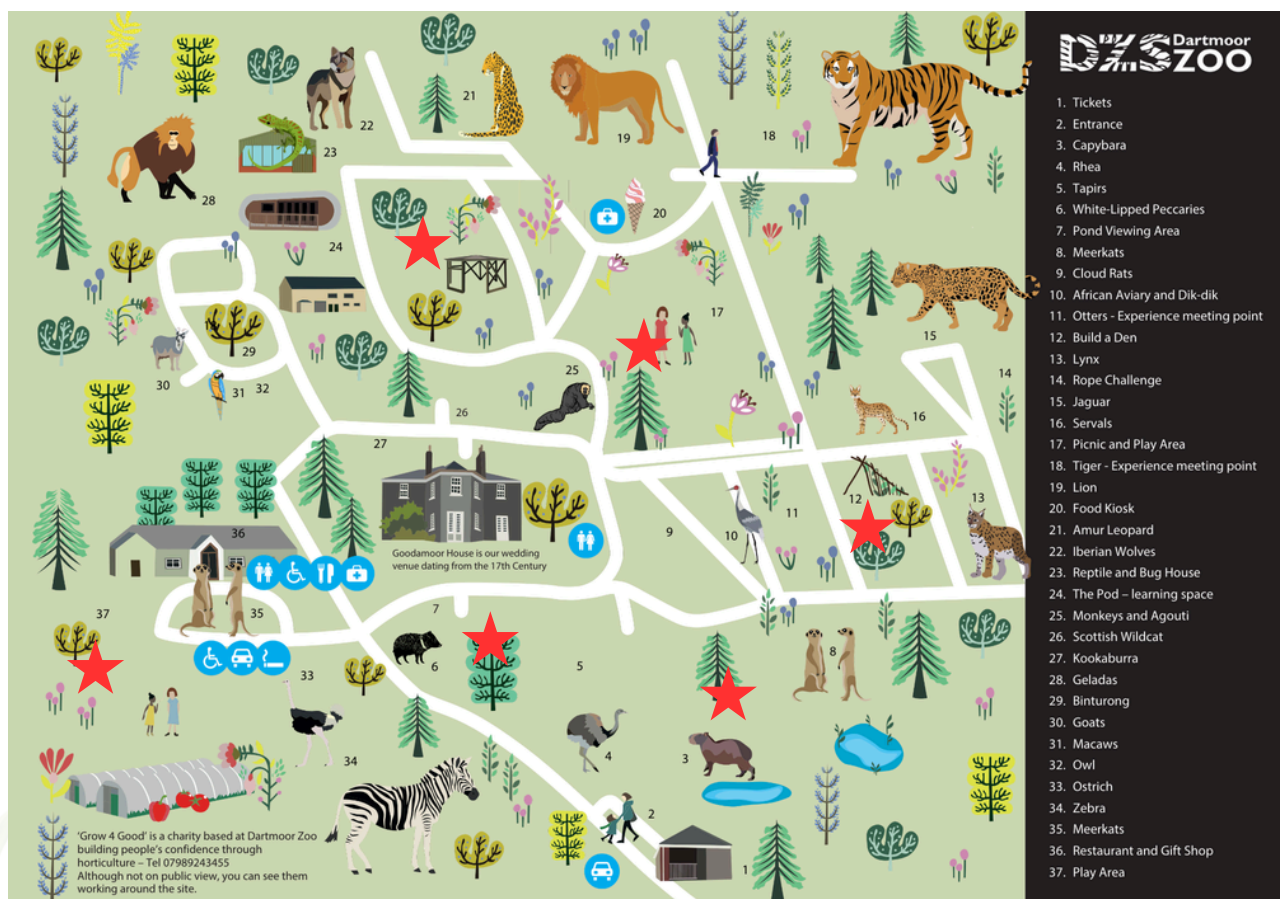 DZS Dartmoor
ZOO
1. Tickets
2. Entrance
3. Capybara
4. Rhea
5. Tapirs
6. White-Lipped Peccaries
7. Pond Viewing Area
8. Meerkats
9. Cloud Rats
10. African Aviary and Dik-dik
11. Otters - Experience meeting point
12. Build a Den
13. Lynx
14. Rope Challenge
15. Jaguar
16. Servals
17. Picnic and Play Area
18. Tiger - Experience meeting point
19. Lion
20. Food Kiosk
21. Amur Leopard
22. Iberian Wolves
23. Reptile and Bug House
24. The Pod – learning space
25. Monkeys and Agouti
26. Scottish Wildcat
27. Kookaburra
28. Geladas
29. Binturong
30. Goats
31. Macaws
32. Owl
33. Ostrich
34. Zebra
35. Meerkats
36. Restaurant and Gift Shop
37. Play Area
21
22
19
18
23
28
20
24
17
15
29
30
31
32
25
14
26
16
27
12
13
36
9
10
11
Goodamoor House is our wedding
venue dating from the 17th Century
37
35
7
6
5
8
33
34
4
3
2
1
'Grow 4 Good' is a charity based at Dartmoor Zoo
building people's confidence through
horticulture – Tel 07989243455
Although not on public view, you can see them
working around the site.